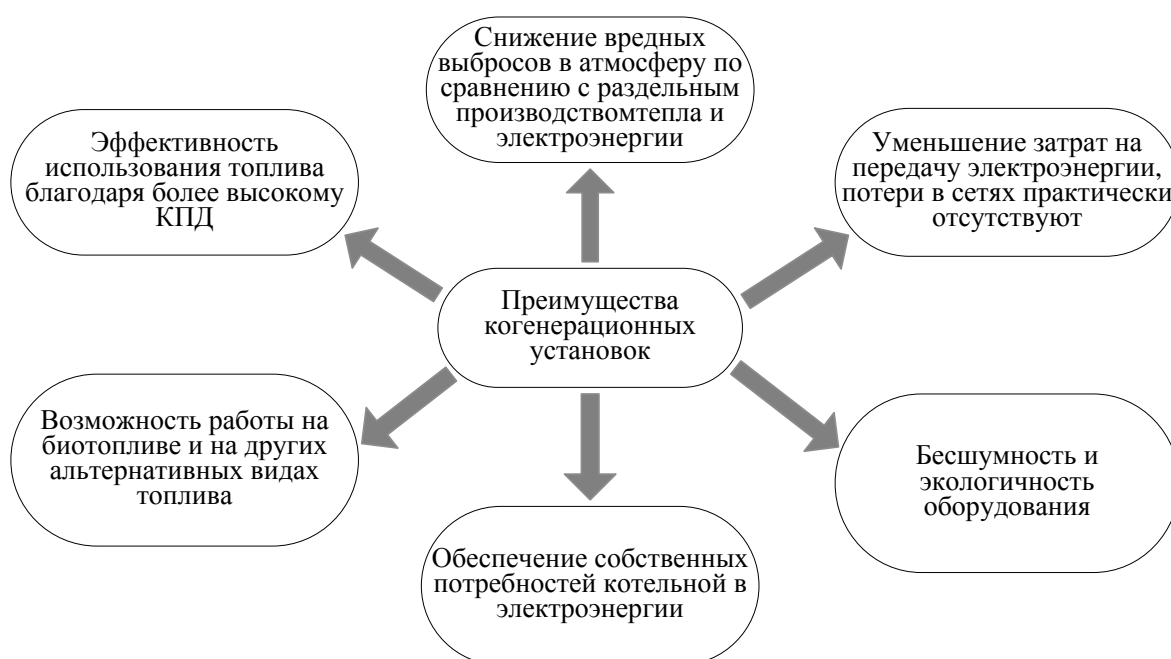 Снижение вредных
выбросов в атмосферу по
сравнению с раздельным
производствомтепла и
электроэнергии
Эффективность
использования топлива
благодаря более высокому
КПД
Уменьшение затрат на
передачу электроэнергии,
потери в сетях практически
отсутствуют
Преимущества
когенерационных
установок
Возможность работы на
биотопливе и на других
альтернативных видах
топлива
Бесшумность и
экологичность
оборудования
Обеспечение собственных
потребностей котельной в
электроэнергии